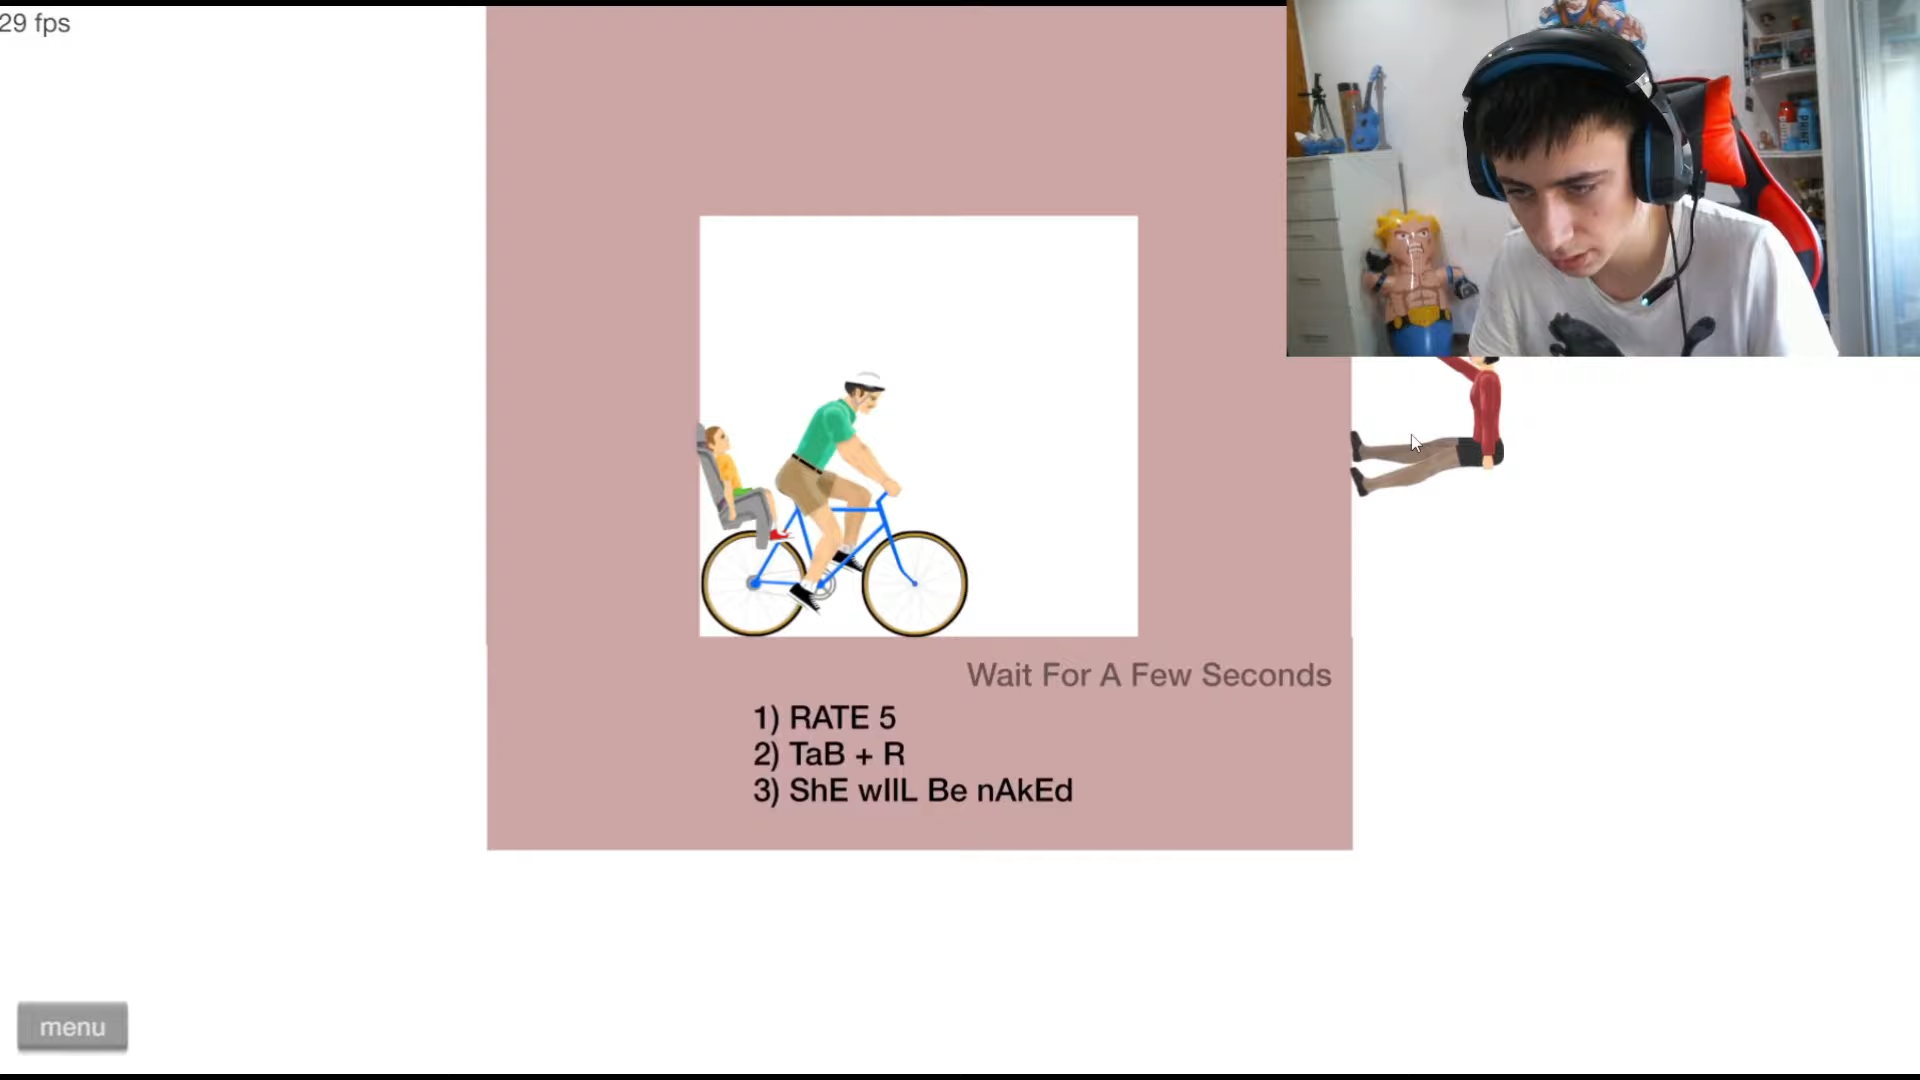 29 fps
Wait For A Few Seconds
1) RATE 5
2) TaB + R
3) ShE wIlL Be nAkEd
menu